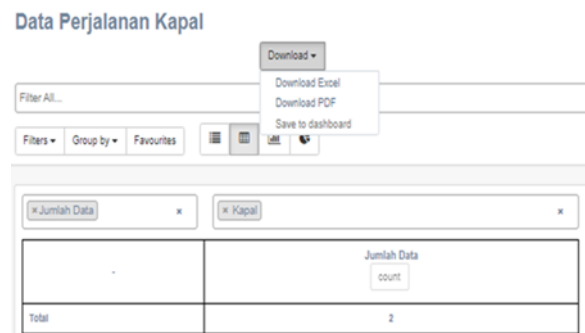 Data Perjalanan Kapal
Download
Download Excel
Download PDF
Save to dashboard
Filter All...
Filters Group by Favourites
× Jumlah Data × × Kapal ×
Jumlah Data
- count
Total 2